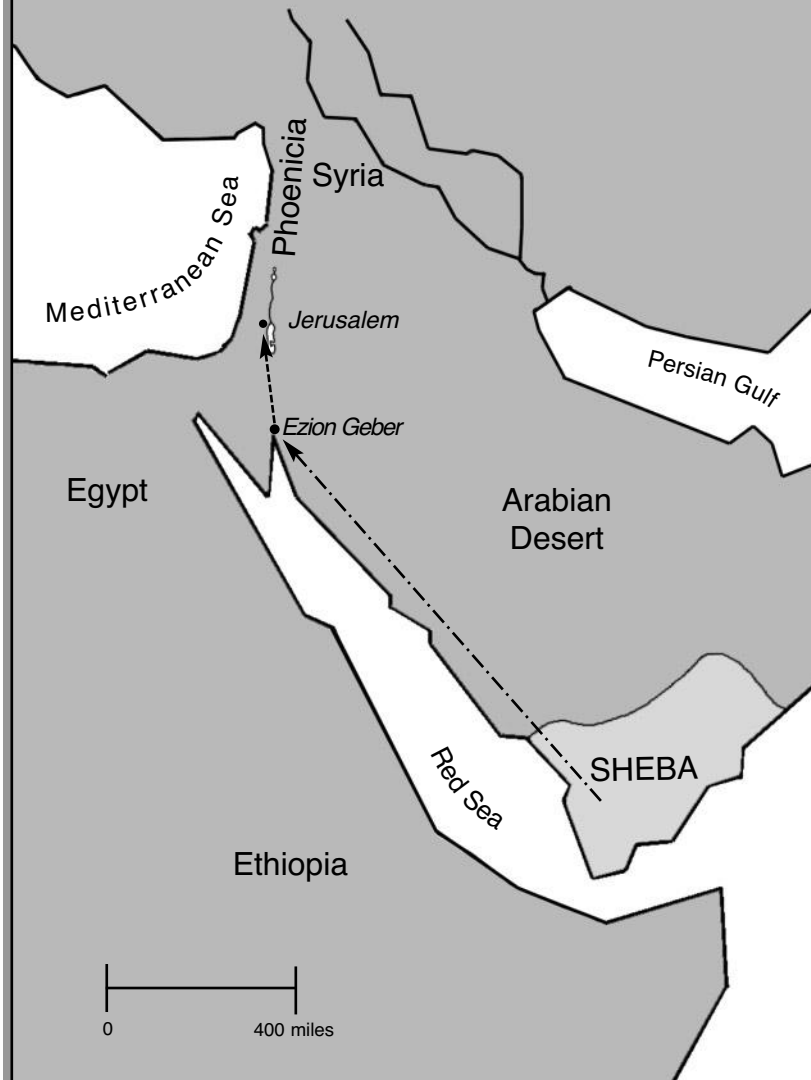 Phoenicia
Syria
Mediterranean Sea
Jerusalem
Persian Gulf
Ezion Geber
Egypt
Arabian
Desert
SHEBA
Red Sea
Ethiopia
0
400 miles